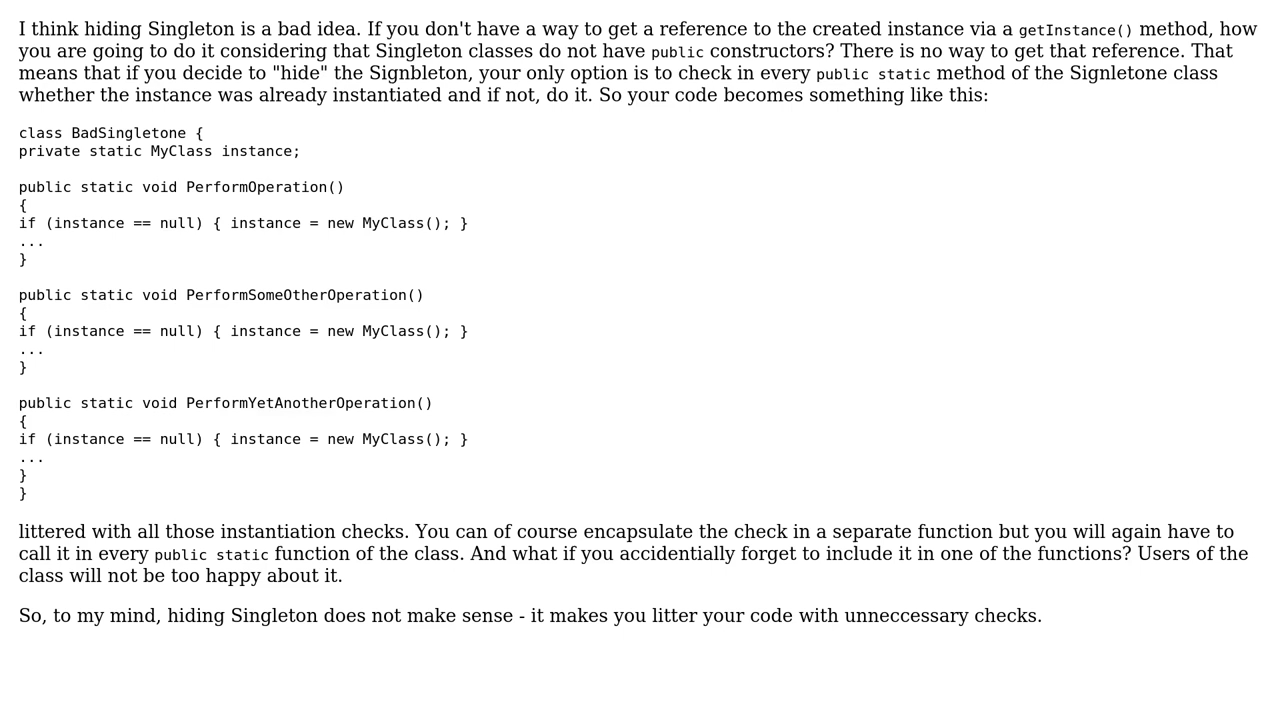 I think hiding Singleton is a bad idea. If you don't have a way to get a reference to the created instance via a getInstance() method, how
you are going to do it considering that Singleton classes do not have public constructors? There is no way to get that reference. That
means that if you decide to "hide" the Signbleton, your only option is to check in every public static method of the Signletone class
whether the instance was already instantiated and if not, do it. So your code becomes something like this:
class BadSingletone {
private static MyClass instance;
public static void PerformOperation()
{
if (instance == null) { instance = new MyClass(); }
...
}
public static void PerformSomeOtherOperation()
{
if (instance == null) { instance = new MyClass(); }
...
}
public static void PerformYetAnotherOperation()
{
if (instance == null) { instance = new MyClass(); }
...
}
}
littered with all those instantiation checks. You can of course encapsulate the check in a separate function but you will again have to
call it in every public static function of the class. And what if you accidentially forget to include it in one of the functions? Users of the
class will not be too happy about it.
So, to my mind, hiding Singleton does not make sense - it makes you litter your code with unneccessary checks.